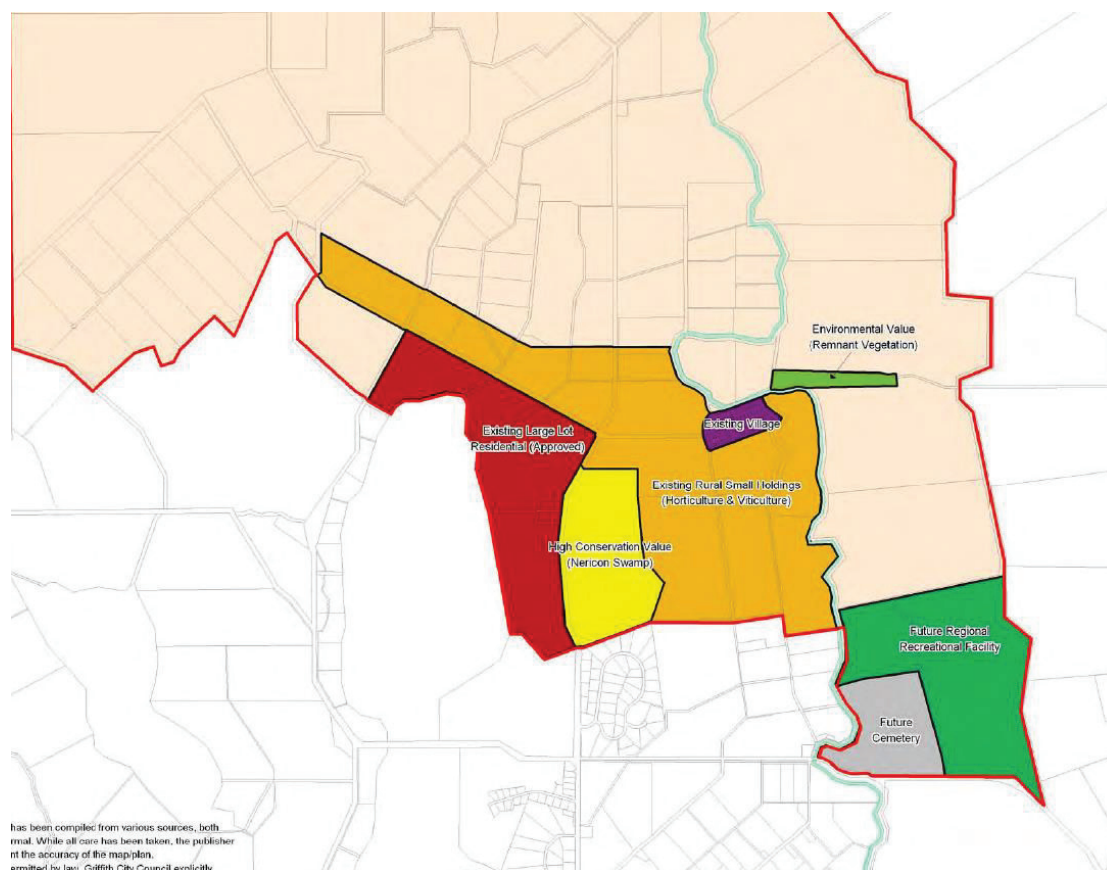 Environmental Value
(Remnant Vegetation)
Existing Village
Existing Large Lot
Residential (Approved)
Existing Rural Small Holdings
(Horticulture & Viticulture)
High Conservation Value
(Nericon Swamp)
Future Regional
Recreational Facility
Future
Cemetery
has been compiled from various sources, both
rmal. While all care has been taken, the publisher
nt the accuracy of the map/plan.
ermitted by law, Griffith City Council explicitly